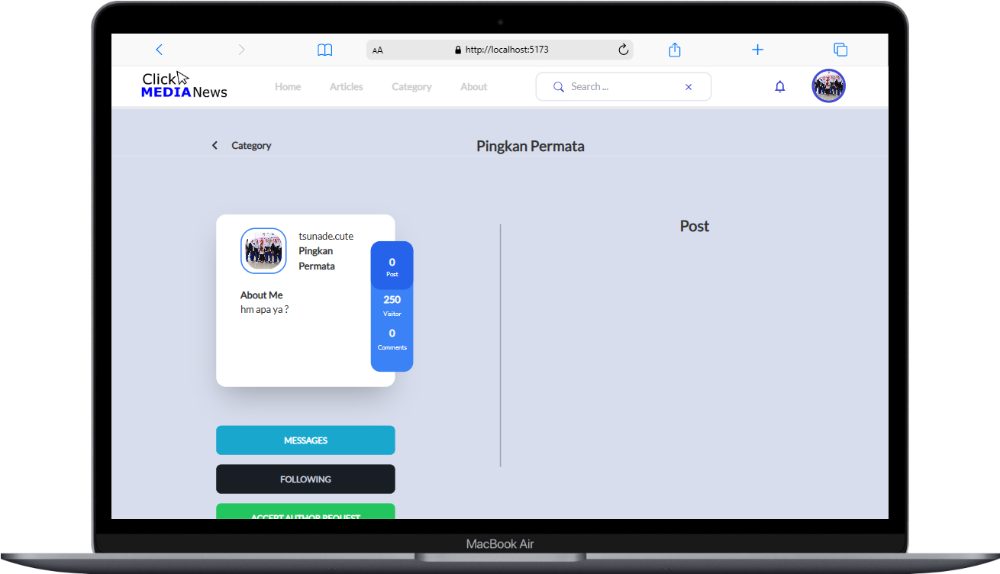 AA http://localhost:5173
Click
MEDIANews
Home Articles Category About Search ...
Category
Pingkan Permata
tsunade.cute
Pingkan
Permata
About Me
hm apa ya ?
0
Post
250
Visitor
0
Comments
Post
MESSAGES
FOLLOWING
ACCEPT AUTHOR REQUEST
MacBook Air